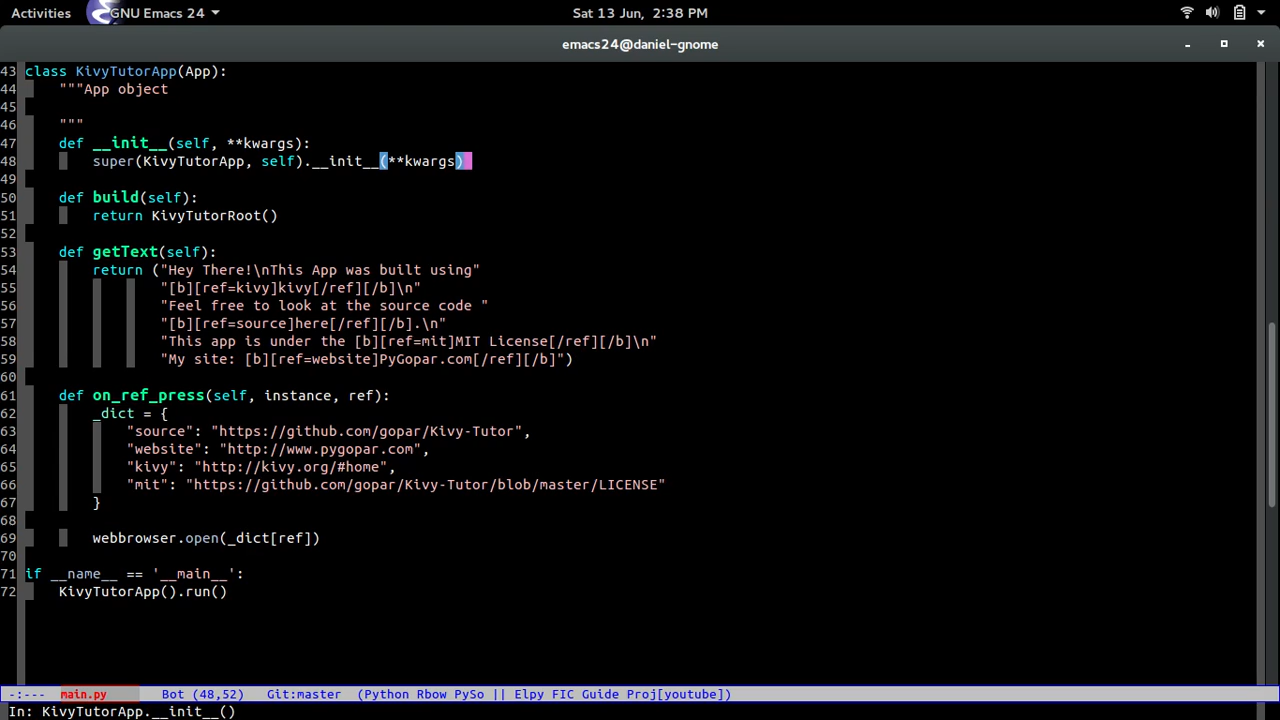 Activities GNU Emacs 24 Sat 13 Jun, 2:38 PM
emacs24@daniel-gnome
43 class KivyTutorApp(App):
44     """App object
45
46     """
47     def __init__(self, **kwargs):
48         super(KivyTutorApp, self).__init__(**kwargs)
49
50     def build(self):
51         return KivyTutorRoot()
52
53     def getText(self):
54         return ("Hey There!\nThis App was built using"
55                 "[b][ref=kivy]kivy[/ref][/b]\n"
56                 "Feel free to look at the source code "
57                 "[b][ref=source]here[/ref][/b].\n"
58                 "This app is under the [b][ref=mit]MIT License[/ref][/b]\n"
59                 "My site: [b][ref=website]PyGopar.com[/ref][/b]")
60
61     def on_ref_press(self, instance, ref):
62         _dict = {
63             "source": "https://github.com/gopar/Kivy-Tutor",
64             "website": "http://www.pygopar.com",
65             "kivy": "http://kivy.org/#home",
66             "mit": "https://github.com/gopar/Kivy-Tutor/blob/master/LICENSE"
67         }
68
69         webbrowser.open(_dict[ref])
70
71 if __name__ == '__main__':
72     KivyTutorApp().run()
-:--- main.py Bot (48,52) Git:master (Python Rbow PySo || Elpy FIC Guide Proj[youtube])
In: KivyTutorApp.__init__()